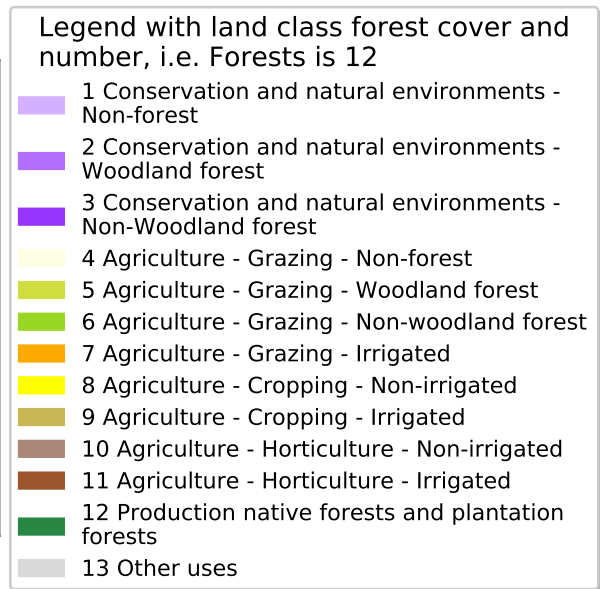 Legend with land class forest cover and
number, i.e. Forests is 12
1 Conservation and natural environments -
Non-forest
2 Conservation and natural environments -
Woodland forest
3 Conservation and natural environments -
Non-Woodland forest
4 Agriculture - Grazing - Non-forest
5 Agriculture - Grazing - Woodland forest
6 Agriculture - Grazing - Non-woodland forest
7 Agriculture - Grazing - Irrigated
8 Agriculture - Cropping - Non-irrigated
9 Agriculture - Cropping - Irrigated
10 Agriculture - Horticulture - Non-irrigated
11 Agriculture - Horticulture - Irrigated
12 Production native forests and plantation
forests
13 Other uses